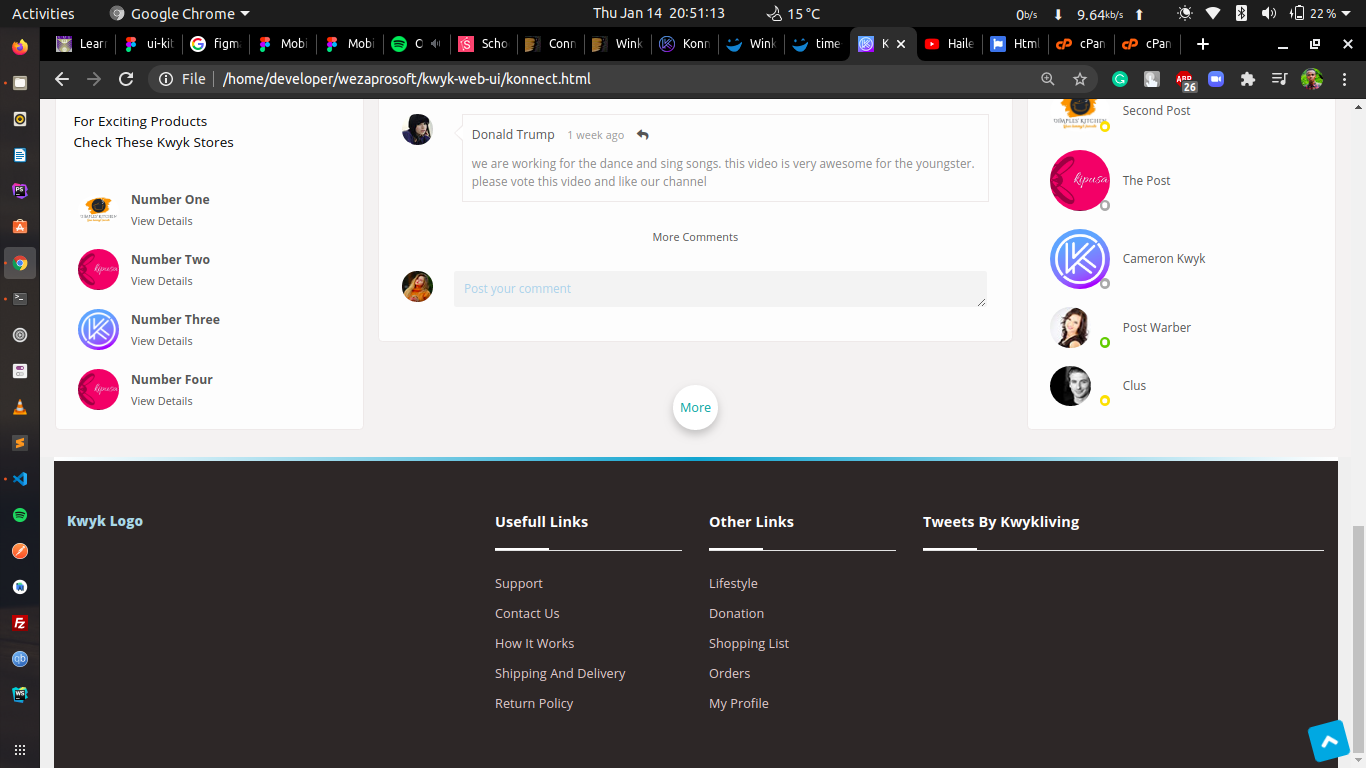 Activities
Google Chrome
Thu Jan 14 20:51:13
15 °C
0b/s
9.64kb/s
22 %
Learn
ui-kit
figm
Mobi
Mobi
Scho
Conn
Wink
Konn
Wink
time
K
Haile
Html
cPan
cPan
File
/home/developer/wezaprosoft/kwyk-web-ui/konnect.html
26
For Exciting Products
Check These Kwyk Stores
Number One
View Details
Number Two
View Details
Number Three
View Details
Number Four
View Details
Donald Trump 1 week ago
we are working for the dance and sing songs. this video is very awesome for the youngster.
please vote this video and like our channel
More Comments
Post your comment
More
Second Post
The Post
Cameron Kwyk
Post Warber
Clus
Kwyk Logo
Usefull Links
Support
Contact Us
How It Works
Shipping And Delivery
Return Policy
Other Links
Lifestyle
Donation
Shopping List
Orders
My Profile
Tweets By Kwykliving